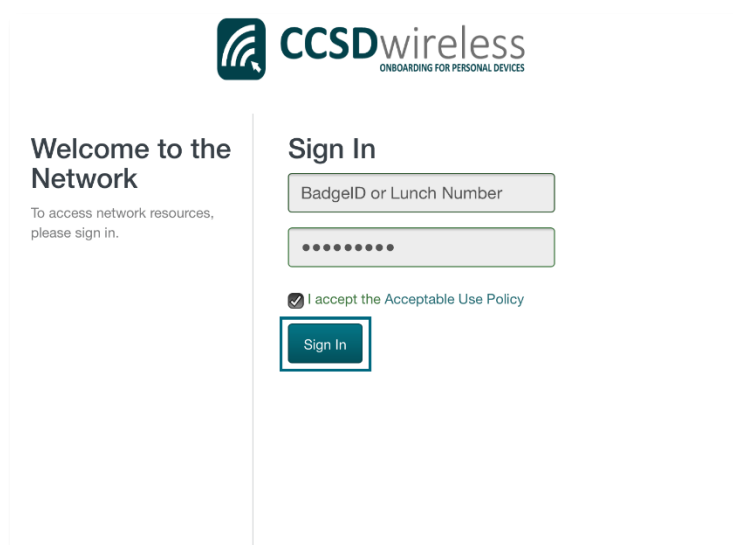 CCSDwireless
ONBOARDING FOR PERSONAL DEVICES
Welcome to the
Network
To access network resources,
please sign in.
Sign In
BadgeID or Lunch Number
•••••••••
I accept the Acceptable Use Policy
Sign In